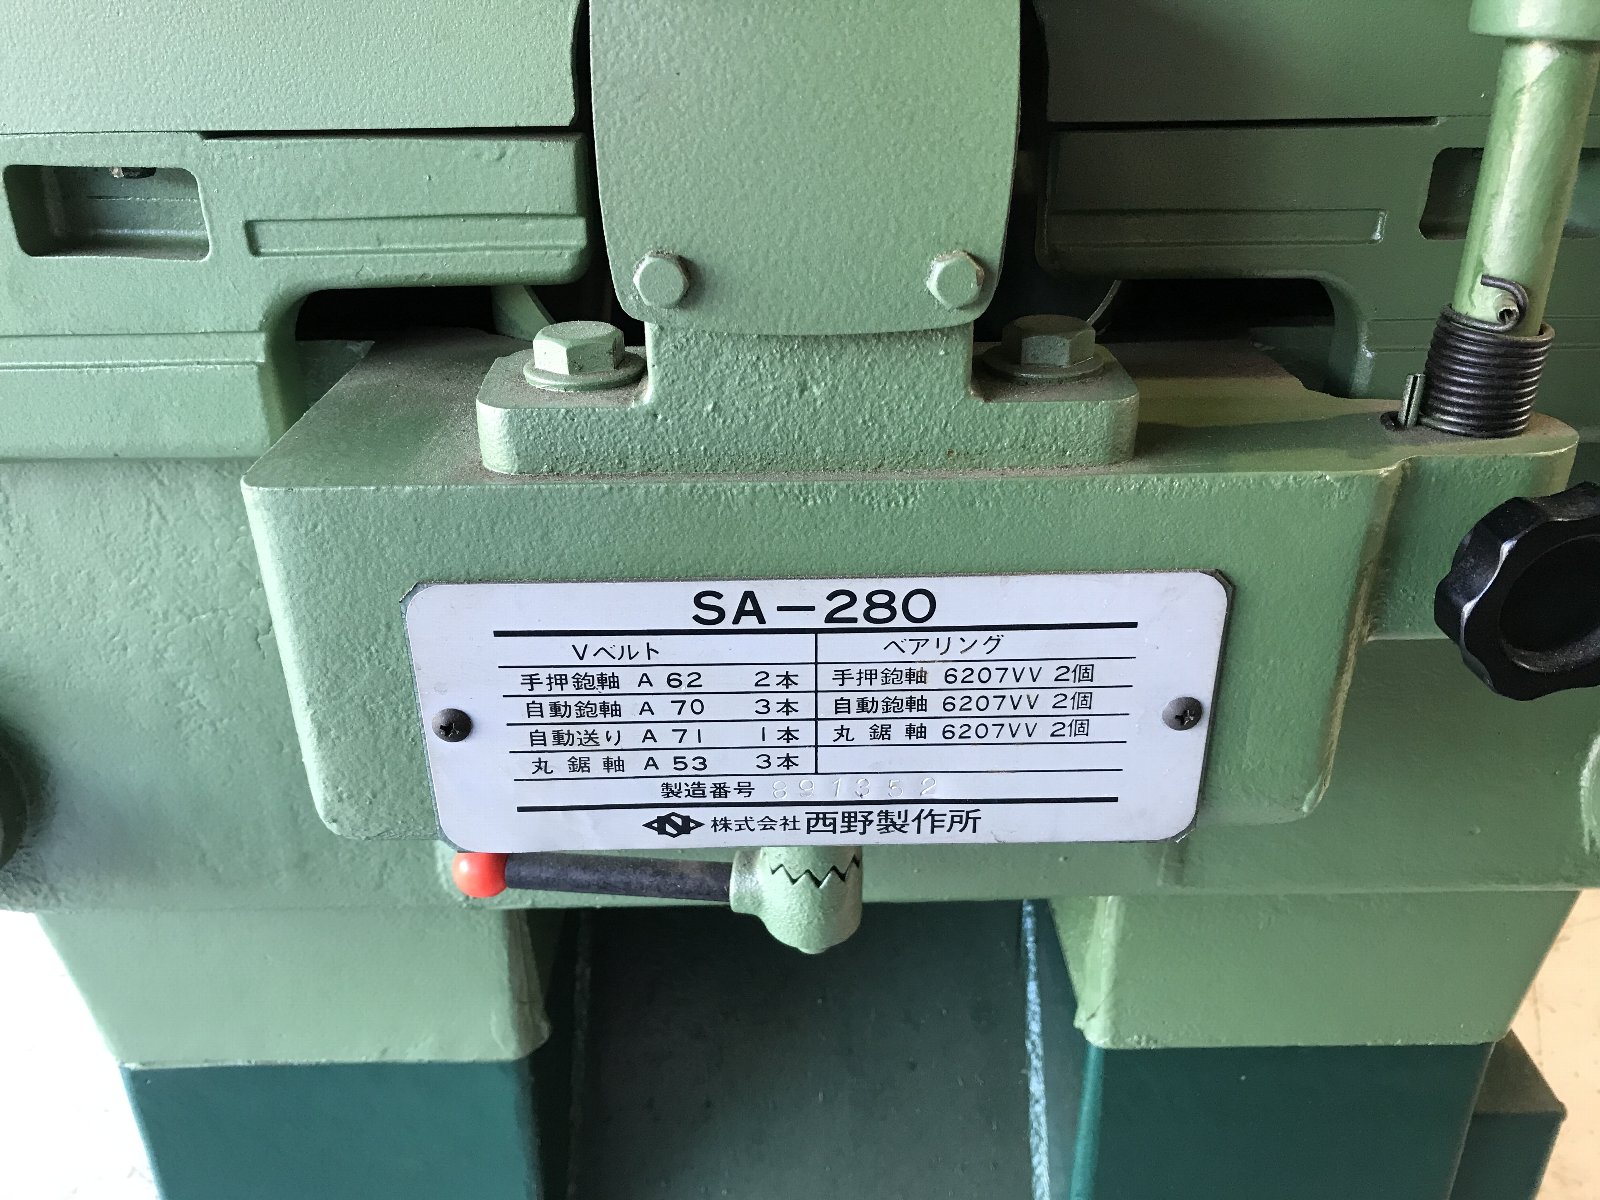 SA-280
Vベルト ベアリング
手押鉋軸 A 62 2本 手押鉋軸 6207VV 2個
自動鉋軸 A 70 3本 自動鉋軸 6207VV 2個
自動送り A 71 1本 丸鋸軸 6207VV 2個
丸鋸軸 A 53 3本
製造番号 891352
株式会社 西野製作所